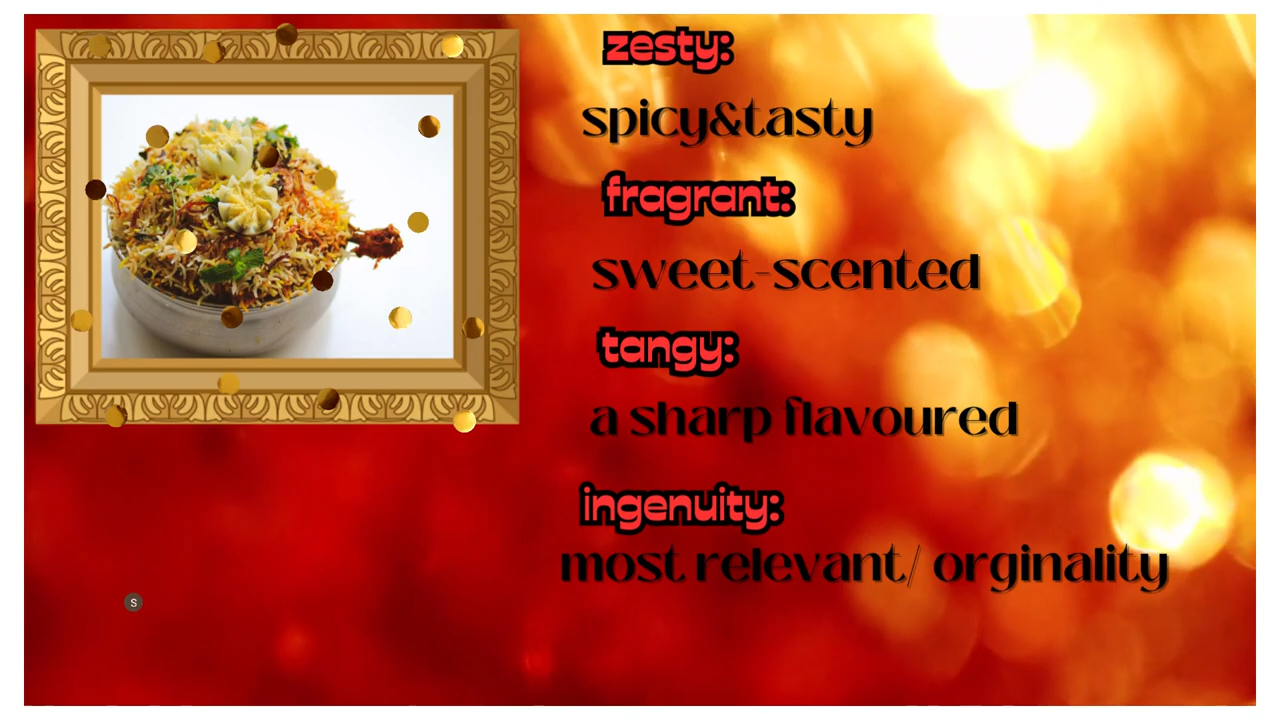 zesty:
spicy&tasty
fragrant:
sweet-scented
tangy:
a sharp flavoured
ingenuity:
most relevant/ orginality
S